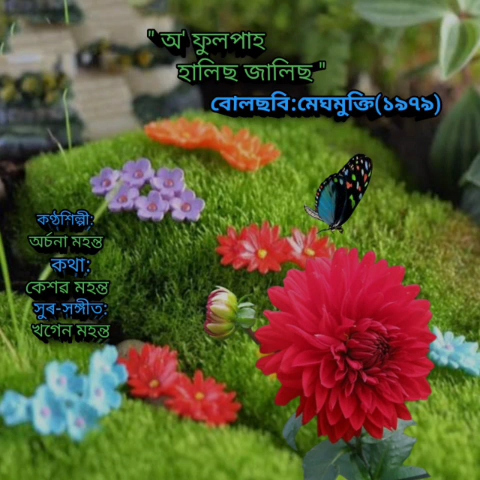 " অ' ফুলপাহ
হালিছ জালিছ "
বোলছবি:মেঘমুক্তি(১৯৭৯)
কণ্ঠশিল্পী:
অৰ্চনা মহন্ত
কথা:
কেশৱ মহন্ত
সুৰ-সঙ্গীত:
খগেন মহন্ত